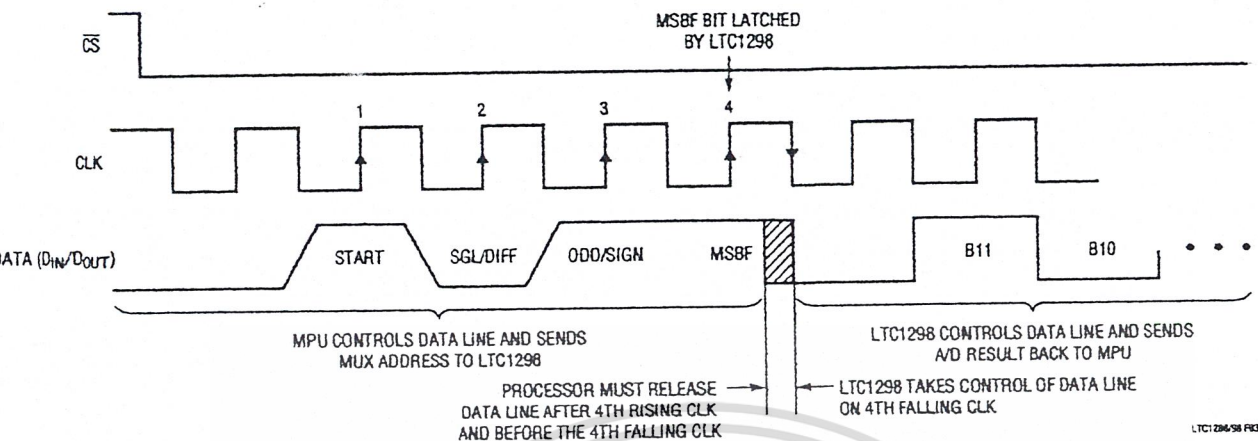 MSBF BIT LATCHED
BY LTC1298
CS
1 2 3 4
CLK
DATA (DIN/DOUT)
START SGL/DIFF ODD/SIGN MSBF B11 B10 • • •
MPU CONTROLS DATA LINE AND SENDS
MUX ADDRESS TO LTC1298
LTC1298 CONTROLS DATA LINE AND SENDS
A/D RESULT BACK TO MPU
PROCESSOR MUST RELEASE
DATA LINE AFTER 4TH RISING CLK
AND BEFORE THE 4TH FALLING CLK
LTC1298 TAKES CONTROL OF DATA LINE
ON 4TH FALLING CLK